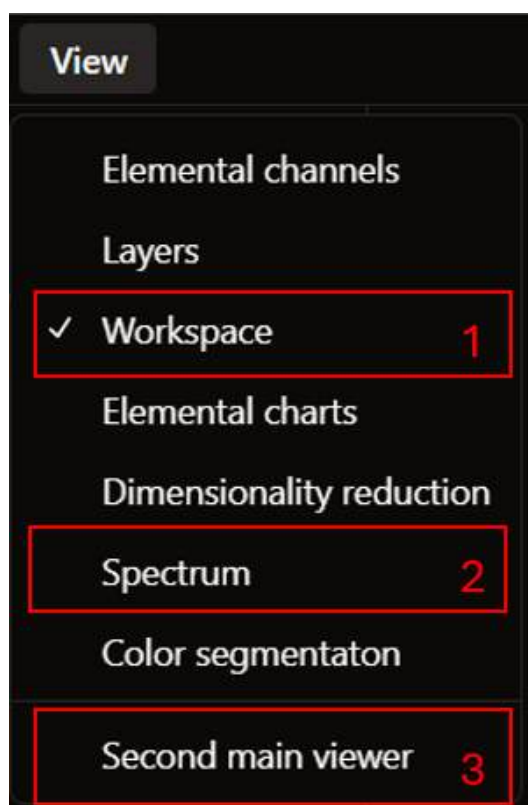 View
Elemental channels
Layers
✓ Workspace 1
Elemental charts
Dimensionality reduction
Spectrum 2
Color segmentaton
Second main viewer 3